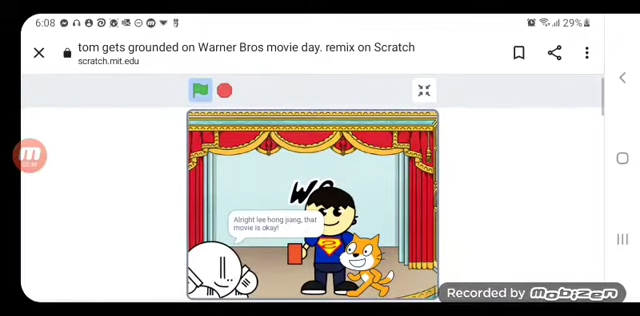 6:08
29%
tom gets grounded on Warner Bros movie day. remix on Scratch
scratch.mit.edu
Alright lee hong jiang, that
movie is okay!
Recorded by mobizen